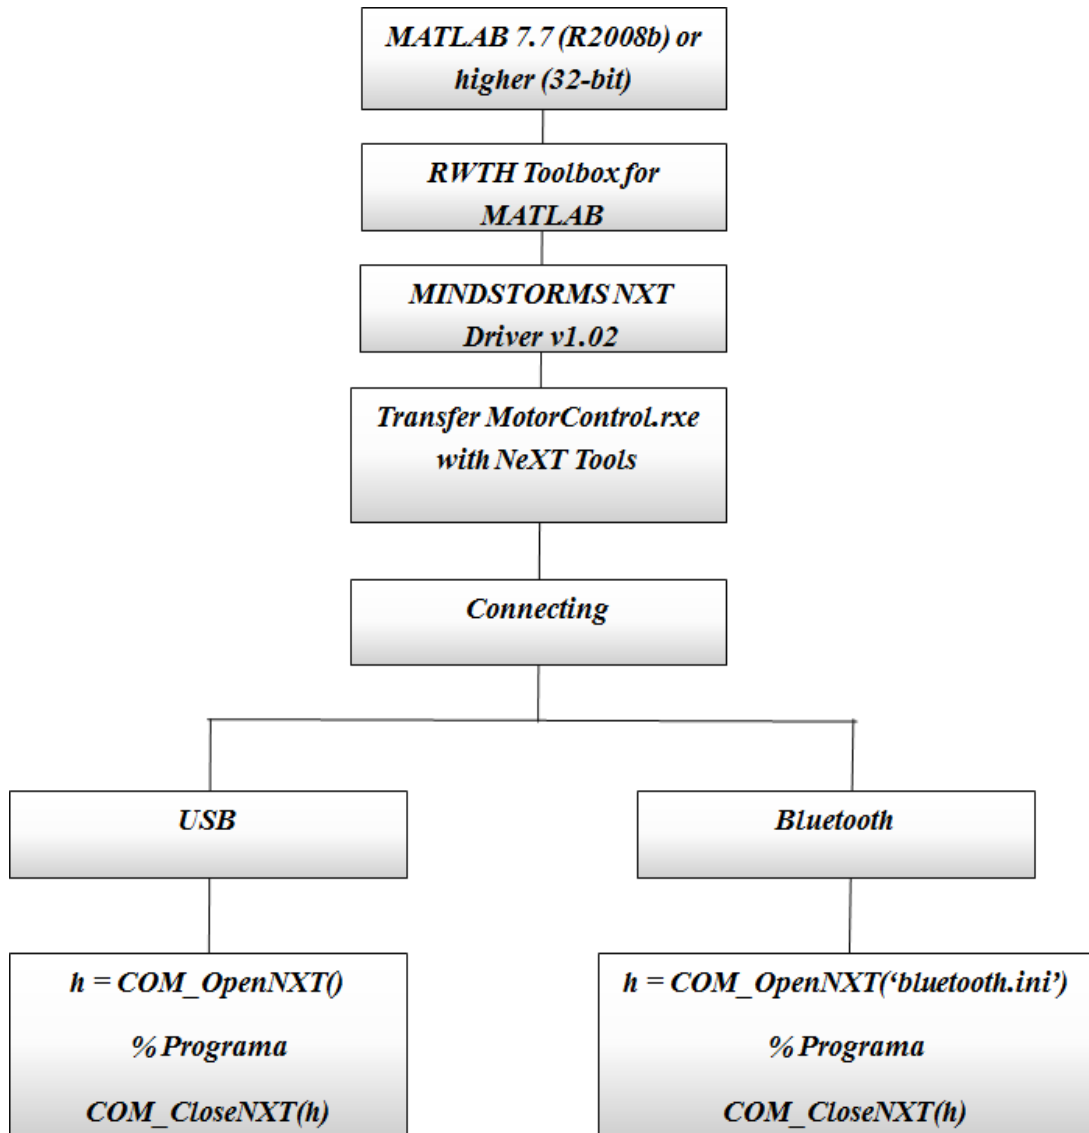 MATLAB 7.7 (R2008b) or
higher (32-bit)
RWTH Toolbox for
MATLAB
MINDSTORMS NXT
Driver v1.02
Transfer MotorControl.rxe
with NeXT Tools
Connecting
USB
Bluetooth
h = COM_OpenNXT()
% Programa
COM_CloseNXT(h)
h = COM_OpenNXT(‘bluetooth.ini’)
% Programa
COM_CloseNXT(h)